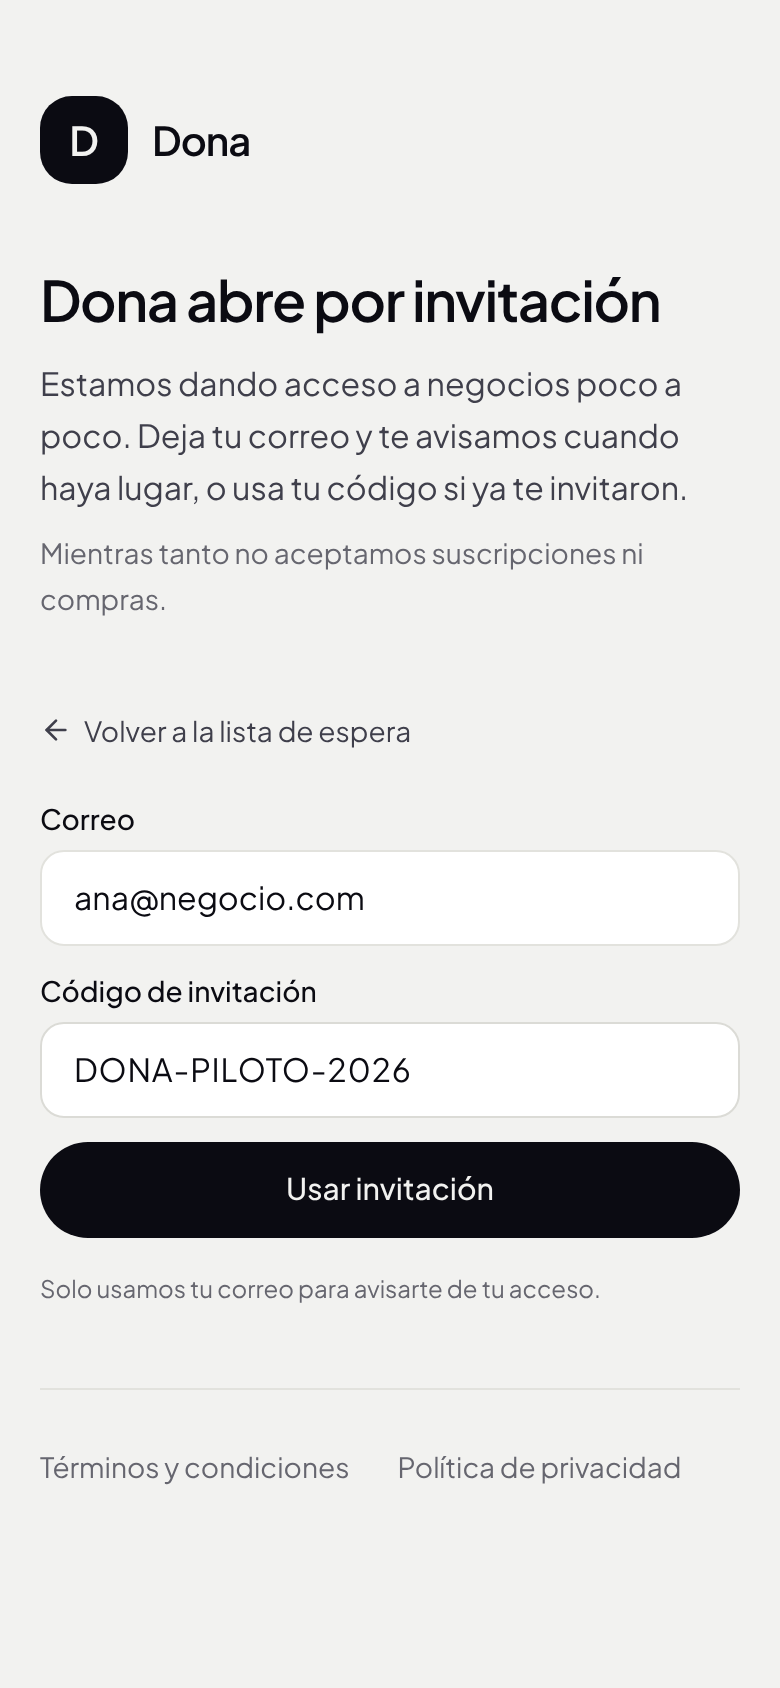 D
Dona
Dona abre por invitación
Estamos dando acceso a negocios poco a
poco. Deja tu correo y te avisamos cuando
haya lugar, o usa tu código si ya te invitaron.
Mientras tanto no aceptamos suscripciones ni
compras.
← Volver a la lista de espera
Correo
ana@negocio.com
Código de invitación
DONA-PILOTO-2026
Usar invitación
Solo usamos tu correo para avisarte de tu acceso.
Términos y condiciones Política de privacidad